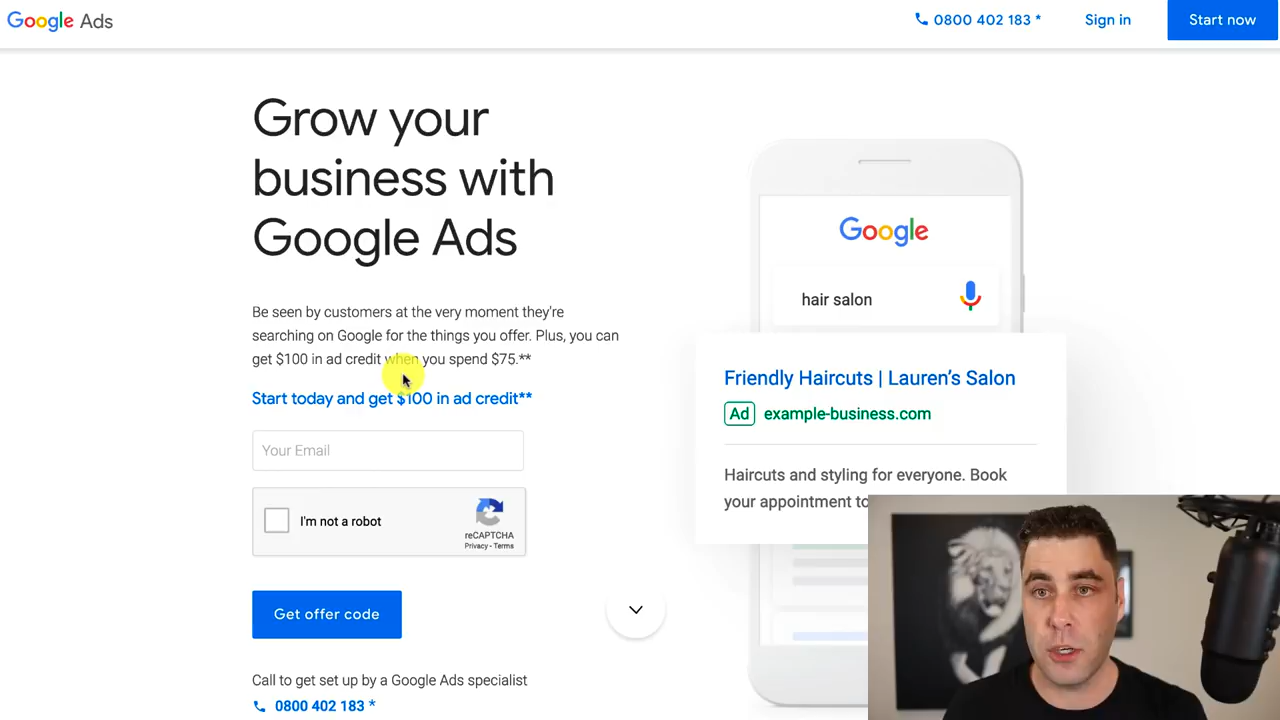 Google Ads
0800 402 183 *
Sign in
Start now
Grow your
business with
Google Ads
Be seen by customers at the very moment they're
searching on Google for the things you offer. Plus, you can
get $100 in ad credit when you spend $75.**
Start today and get $100 in ad credit**
Your Email
I'm not a robot
reCAPTCHA
Privacy - Terms
Get offer code
Call to get set up by a Google Ads specialist
0800 402 183 *
Google
hair salon
Friendly Haircuts | Lauren's Salon
Ad example-business.com
Haircuts and styling for everyone. Book
your appointment